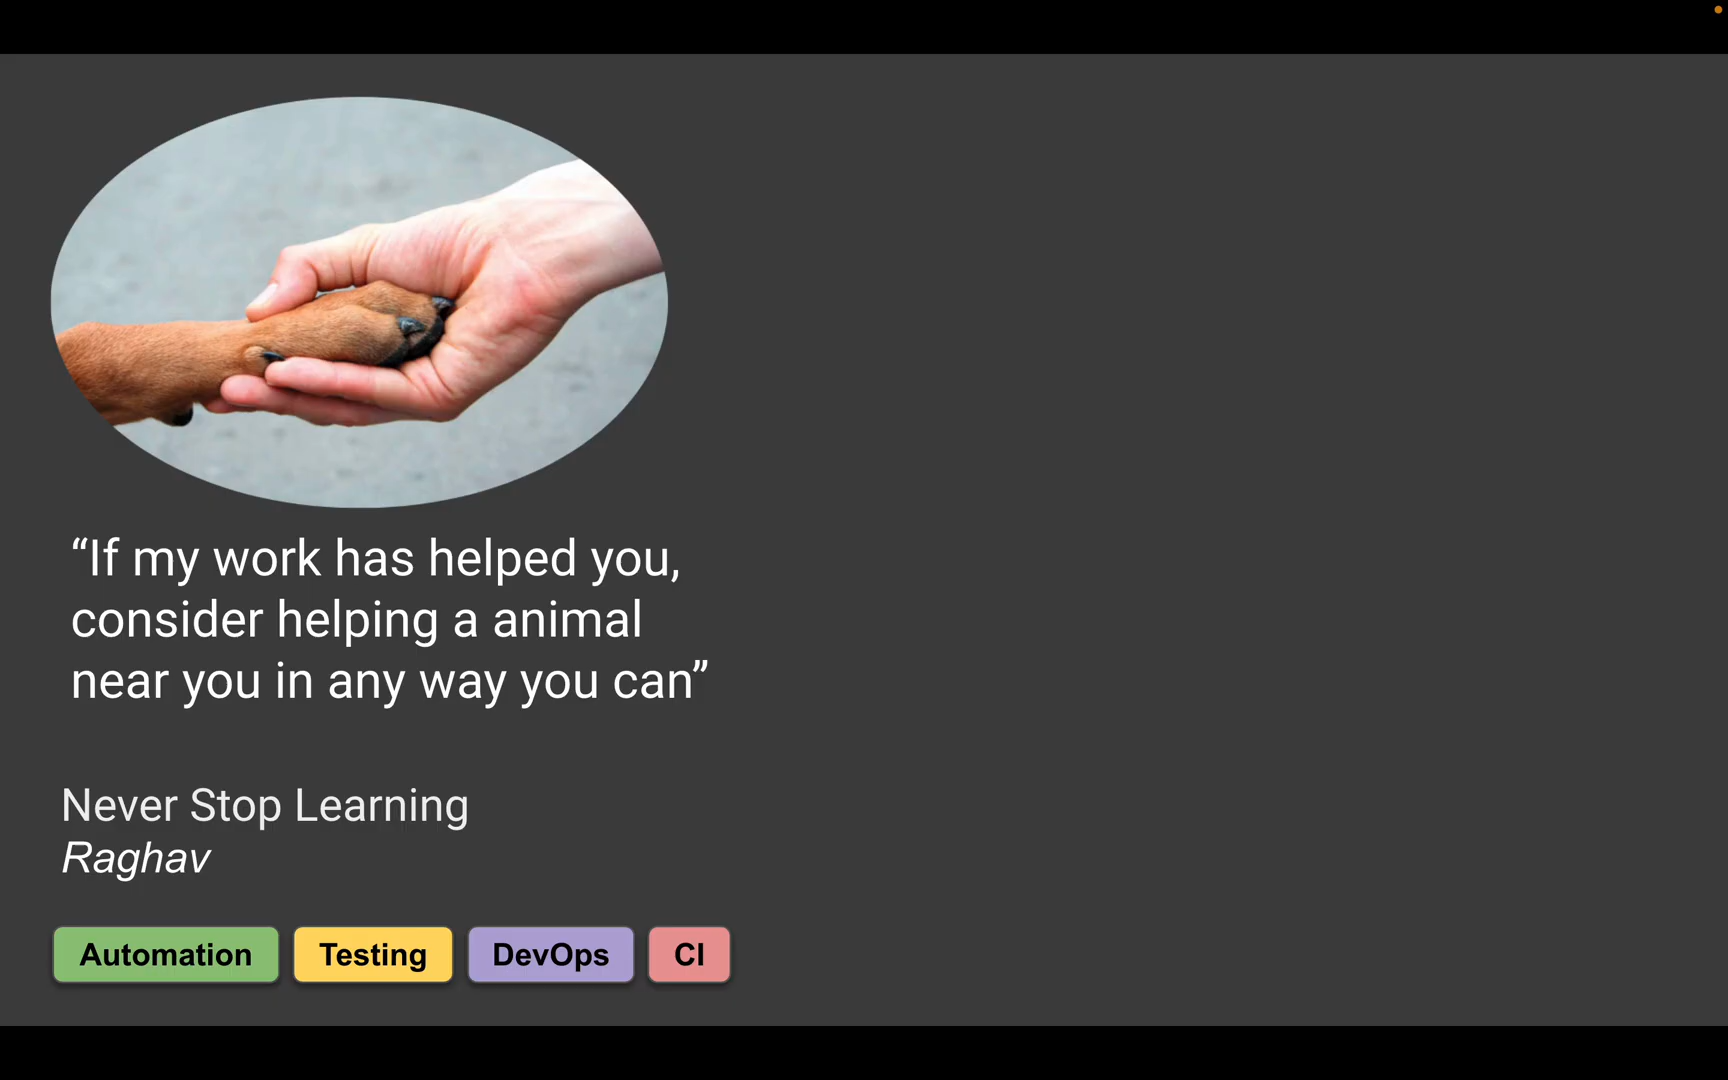 “If my work has helped you,
consider helping a animal
near you in any way you can”
Never Stop Learning
Raghav
Automation Testing DevOps CI